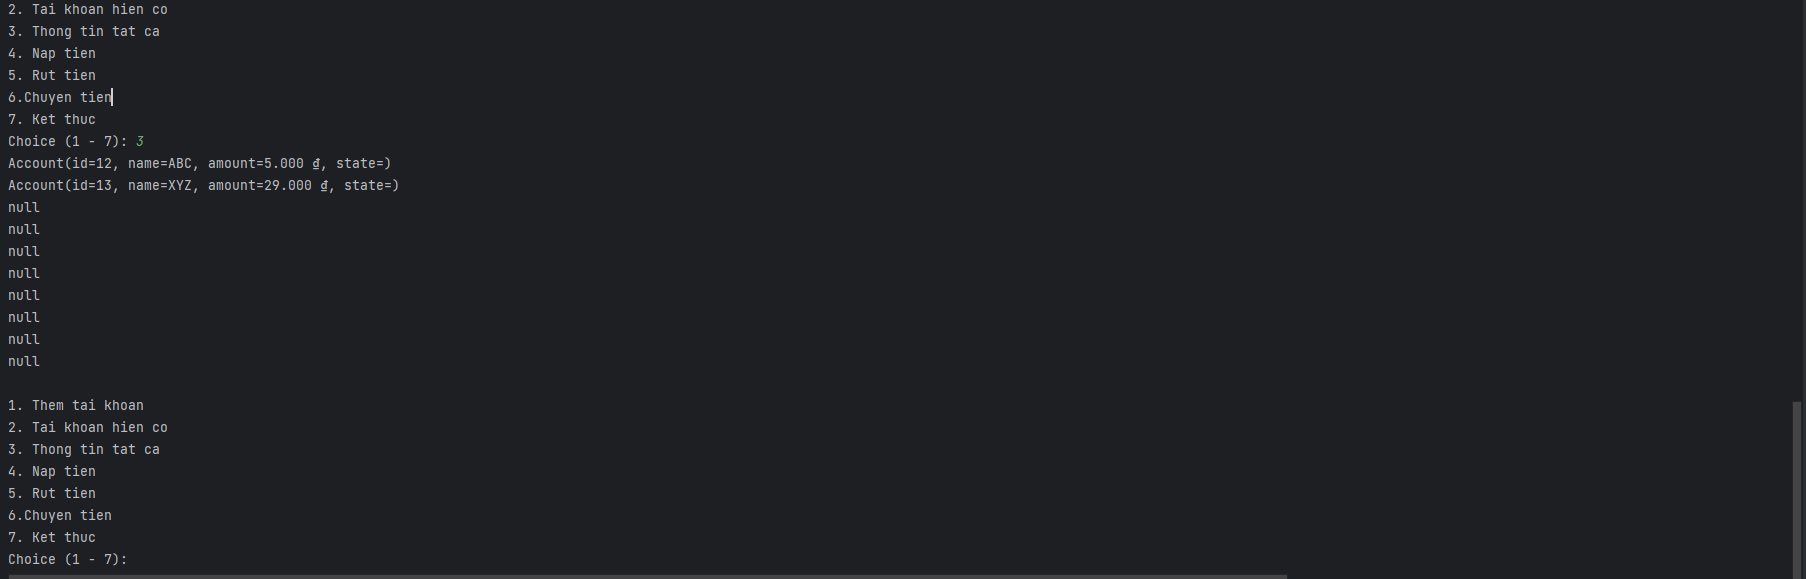 2. Tai khoan hien co
3. Thong tin tat ca
4. Nap tien
5. Rut tien
6.Chuyen tien
7. Ket thuc
Choice (1 - 7): 3
Account(id=12, name=ABC, amount=5.000 ₫, state=)
Account(id=13, name=XYZ, amount=29.000 ₫, state=)
null
null
null
null
null
null
null
null
1. Them tai khoan
2. Tai khoan hien co
3. Thong tin tat ca
4. Nap tien
5. Rut tien
6.Chuyen tien
7. Ket thuc
Choice (1 - 7):